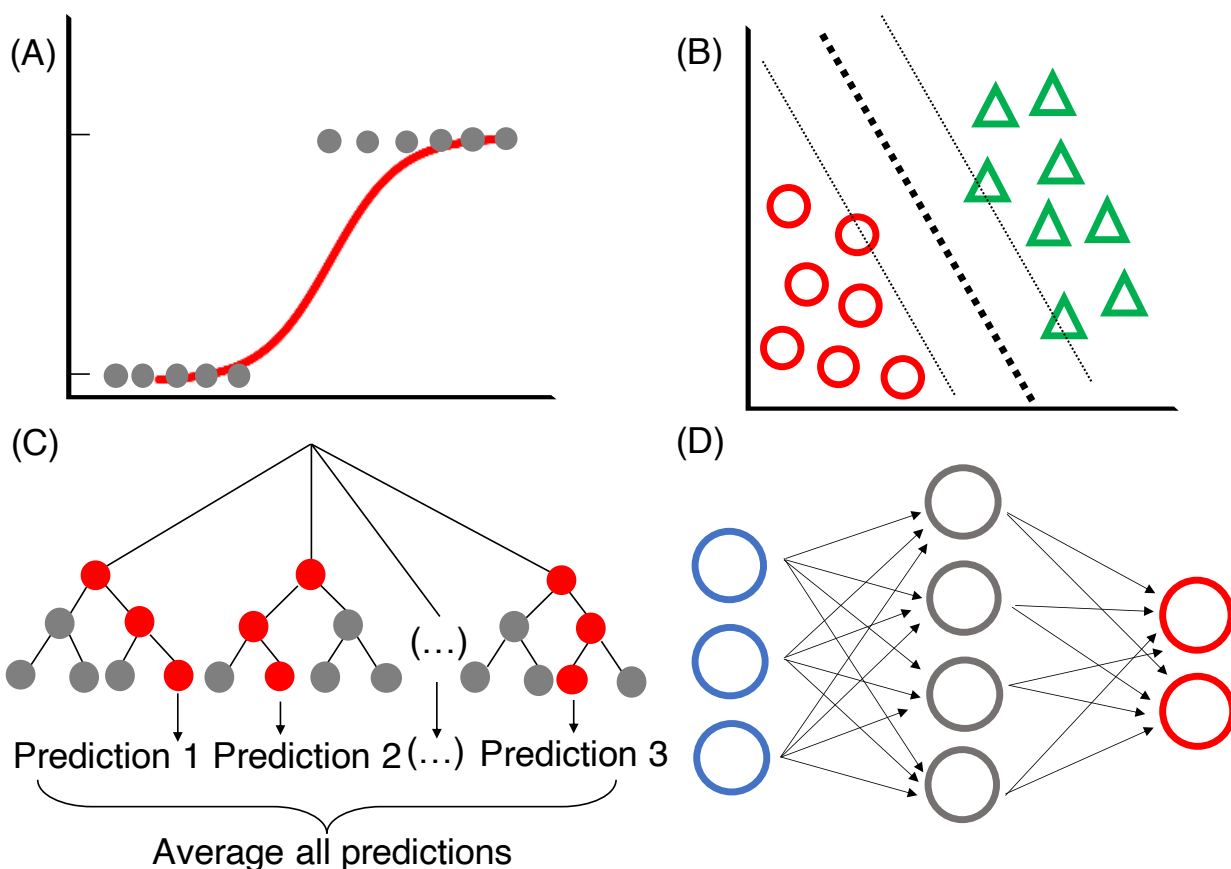 (A)
(B)
(C)
(D)
(...)
Prediction 1 Prediction 2 (...) Prediction 3
Average all predictions